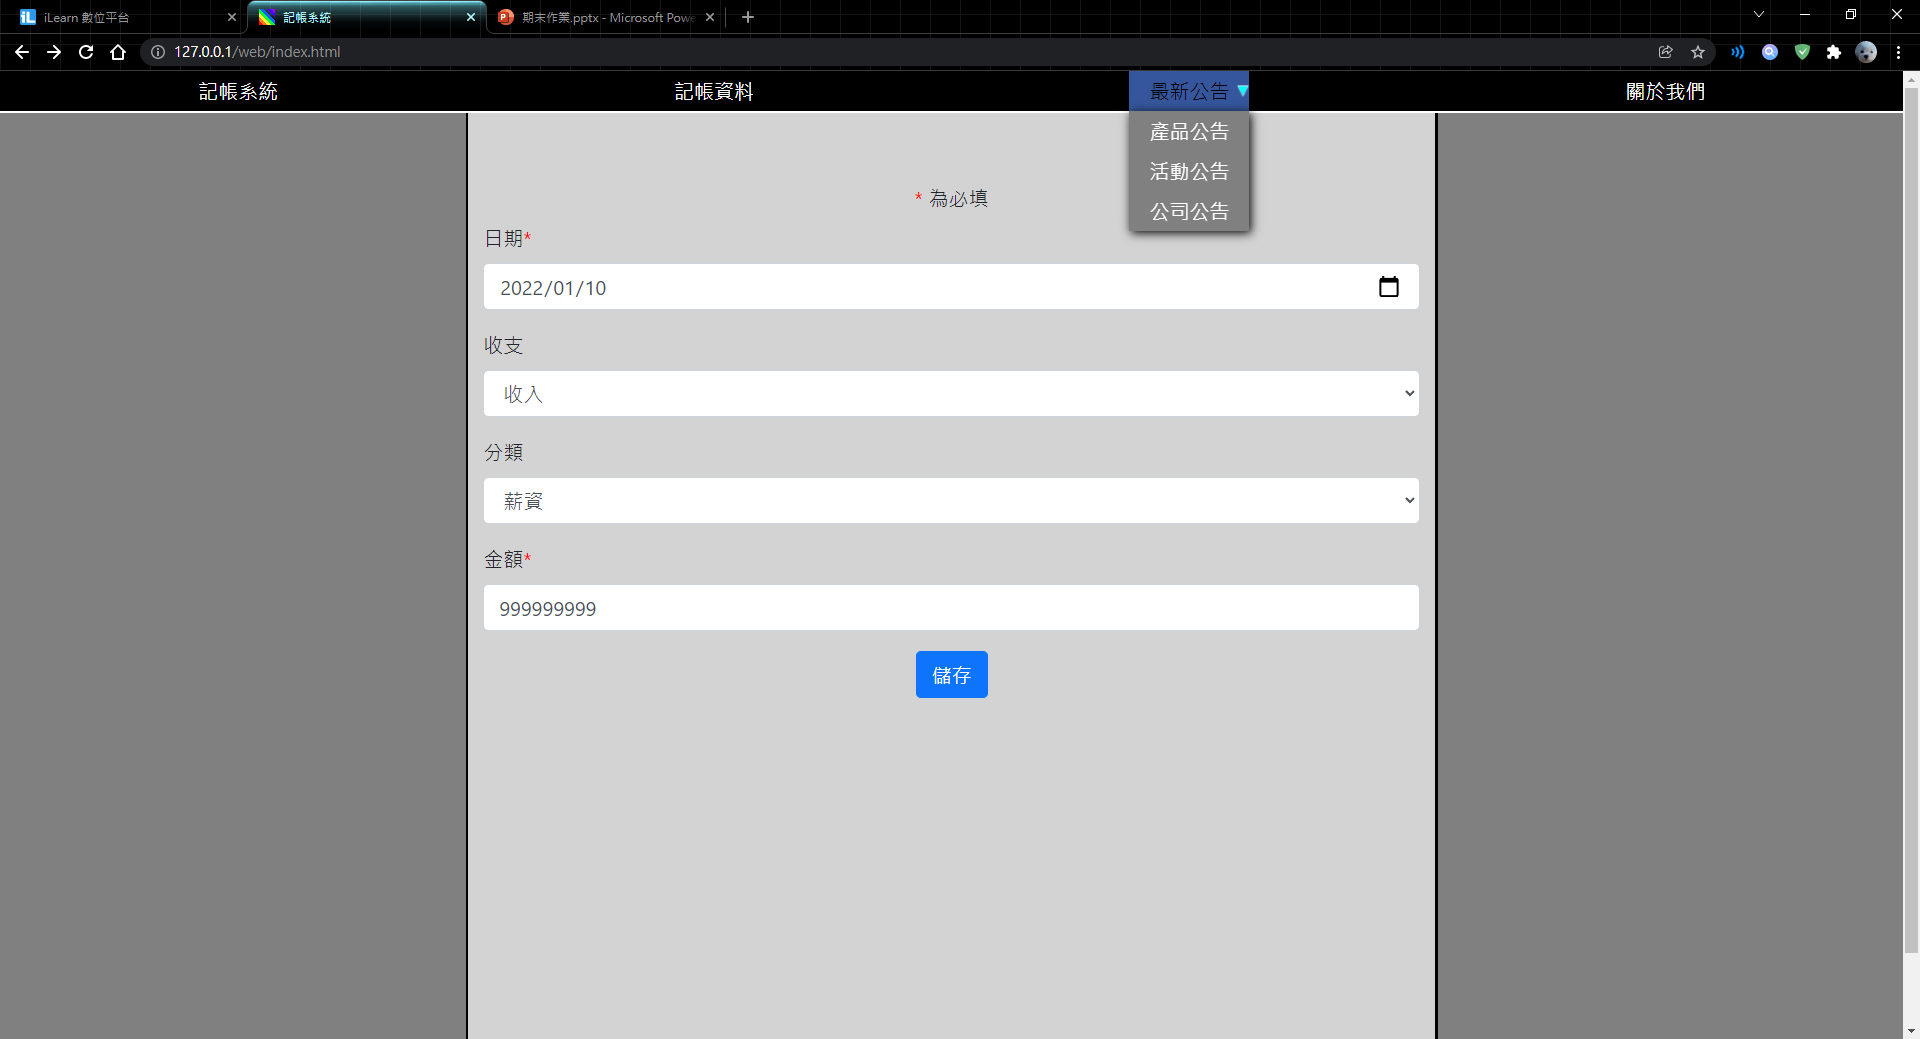 iLearn 數位平台
記帳系統
期末作業.pptx - Microsoft Powe
127.0.0.1/web/index.html
記帳系統
記帳資料
最新公告
關於我們
產品公告
活動公告
公司公告
* 為必填
日期*
2022/01/10
收支
收入
分類
薪資
金額*
999999999
儲存